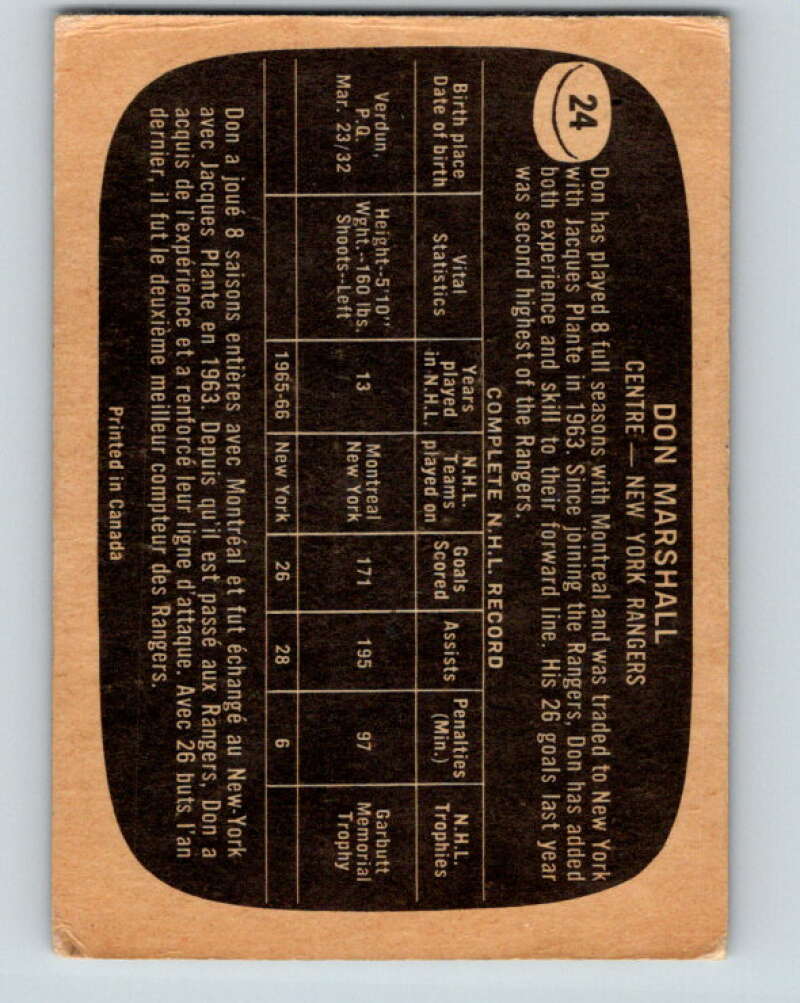 24
DON MARSHALL
CENTRE — NEW YORK RANGERS
Don has played 8 full seasons with Montreal and was traded to New York
with Jacques Plante in 1963. Since joining the Rangers, Don has added
both experience and skill to their forward line. His 26 goals last year
was second highest of the Rangers.
COMPLETE N.H.L. RECORD
Birth place
Date of birth
Vital
Statistics
Years
played
in N.H.L.
N.H.L.
Teams
played on
Goals
Scored
Assists
Penalties
(Min.)
N.H.L.
Trophies
Verdun,
P.Q.
Mar. 23/32
Height--5'10"
Wght.--160 lbs.
Shoots--Left
13
Montreal
New York
171
195
97
Garbutt
Memorial
Trophy
1965-66
New York
26
28
6
Don a joué 8 saisons entières avec Montréal et fut échangé au New-York
avec Jacques Plante en 1963. Depuis qu'il est passé aux Rangers, Don a
acquis de l'expérience et a renforcé leur ligne d'attaque. Avec 26 buts l'an
dernier, il fut le deuxième meilleur compteur des Rangers.
Printed in Canada